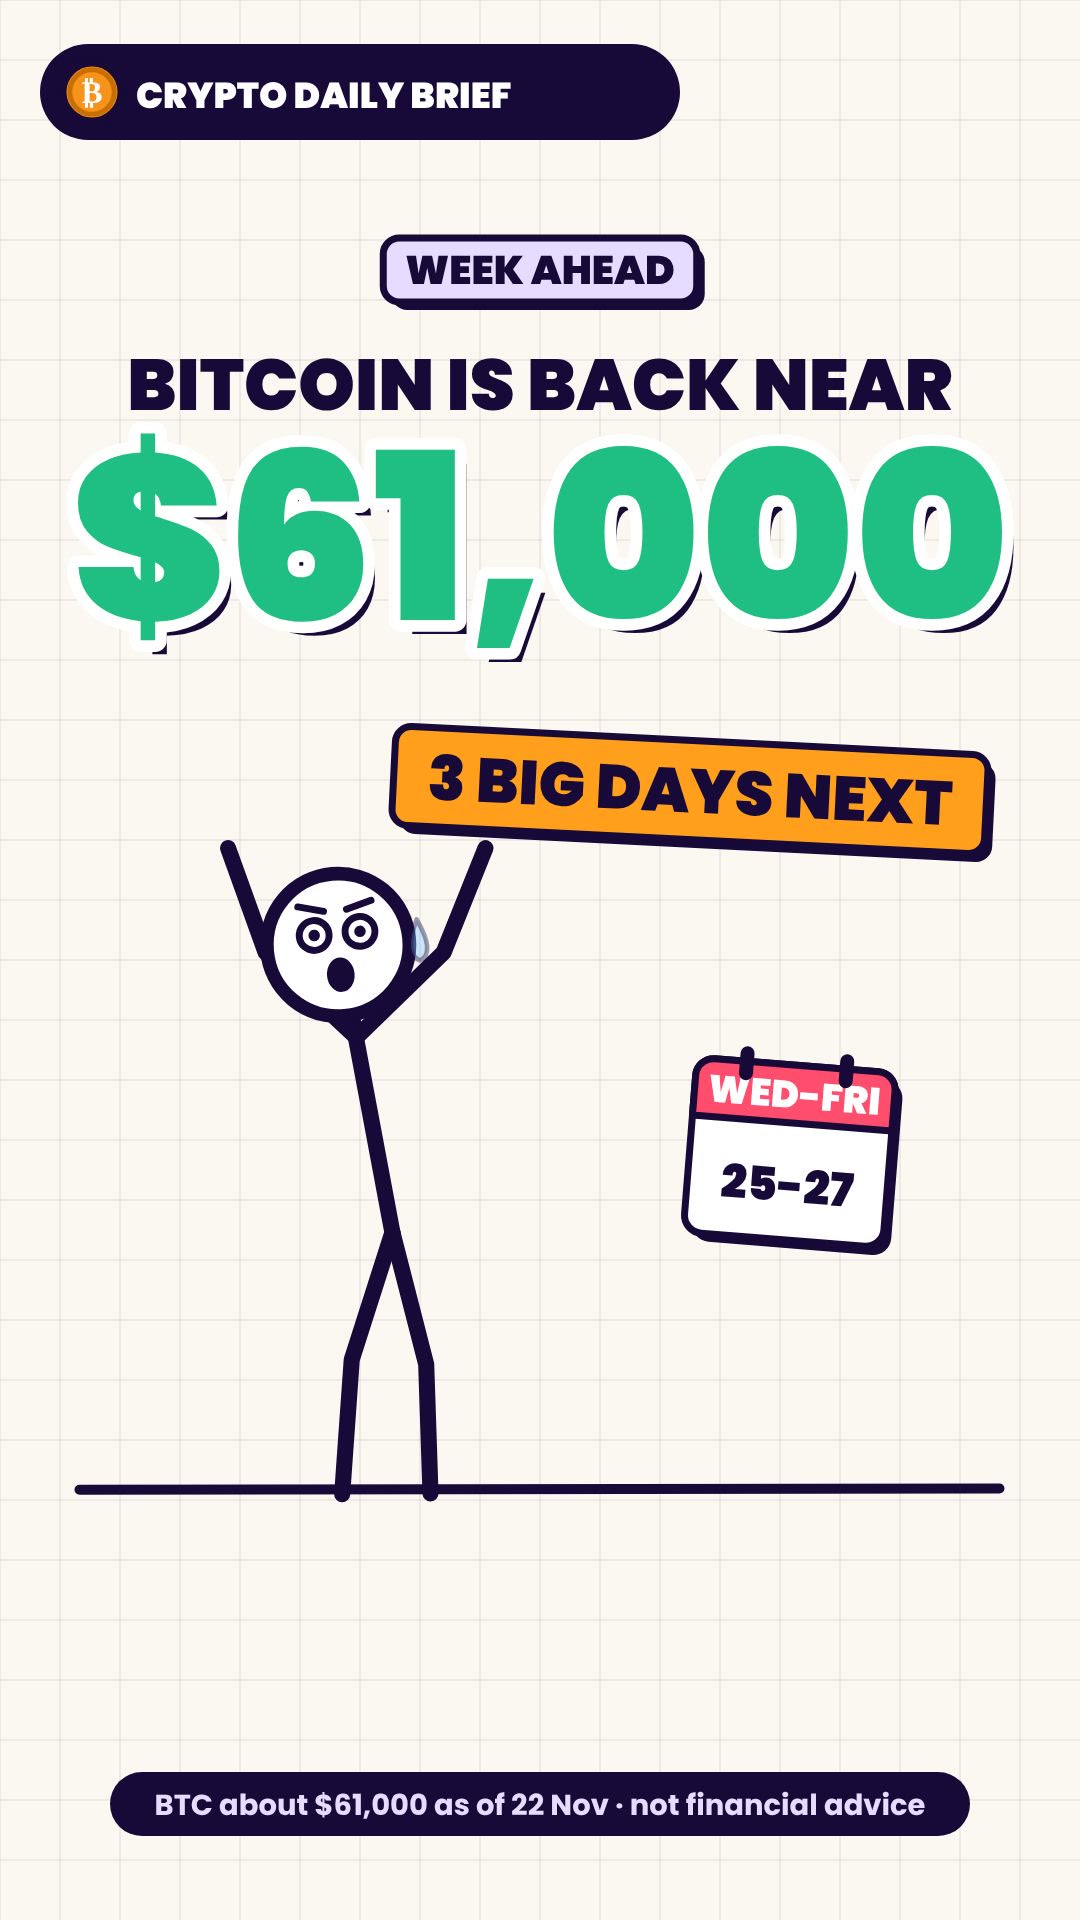 CRYPTO DAILY BRIEF
WEEK AHEAD
BITCOIN IS BACK NEAR
$61,000
3 BIG DAYS NEXT
WED-FRI
25-27
BTC about $61,000 as of 22 Nov · not financial advice